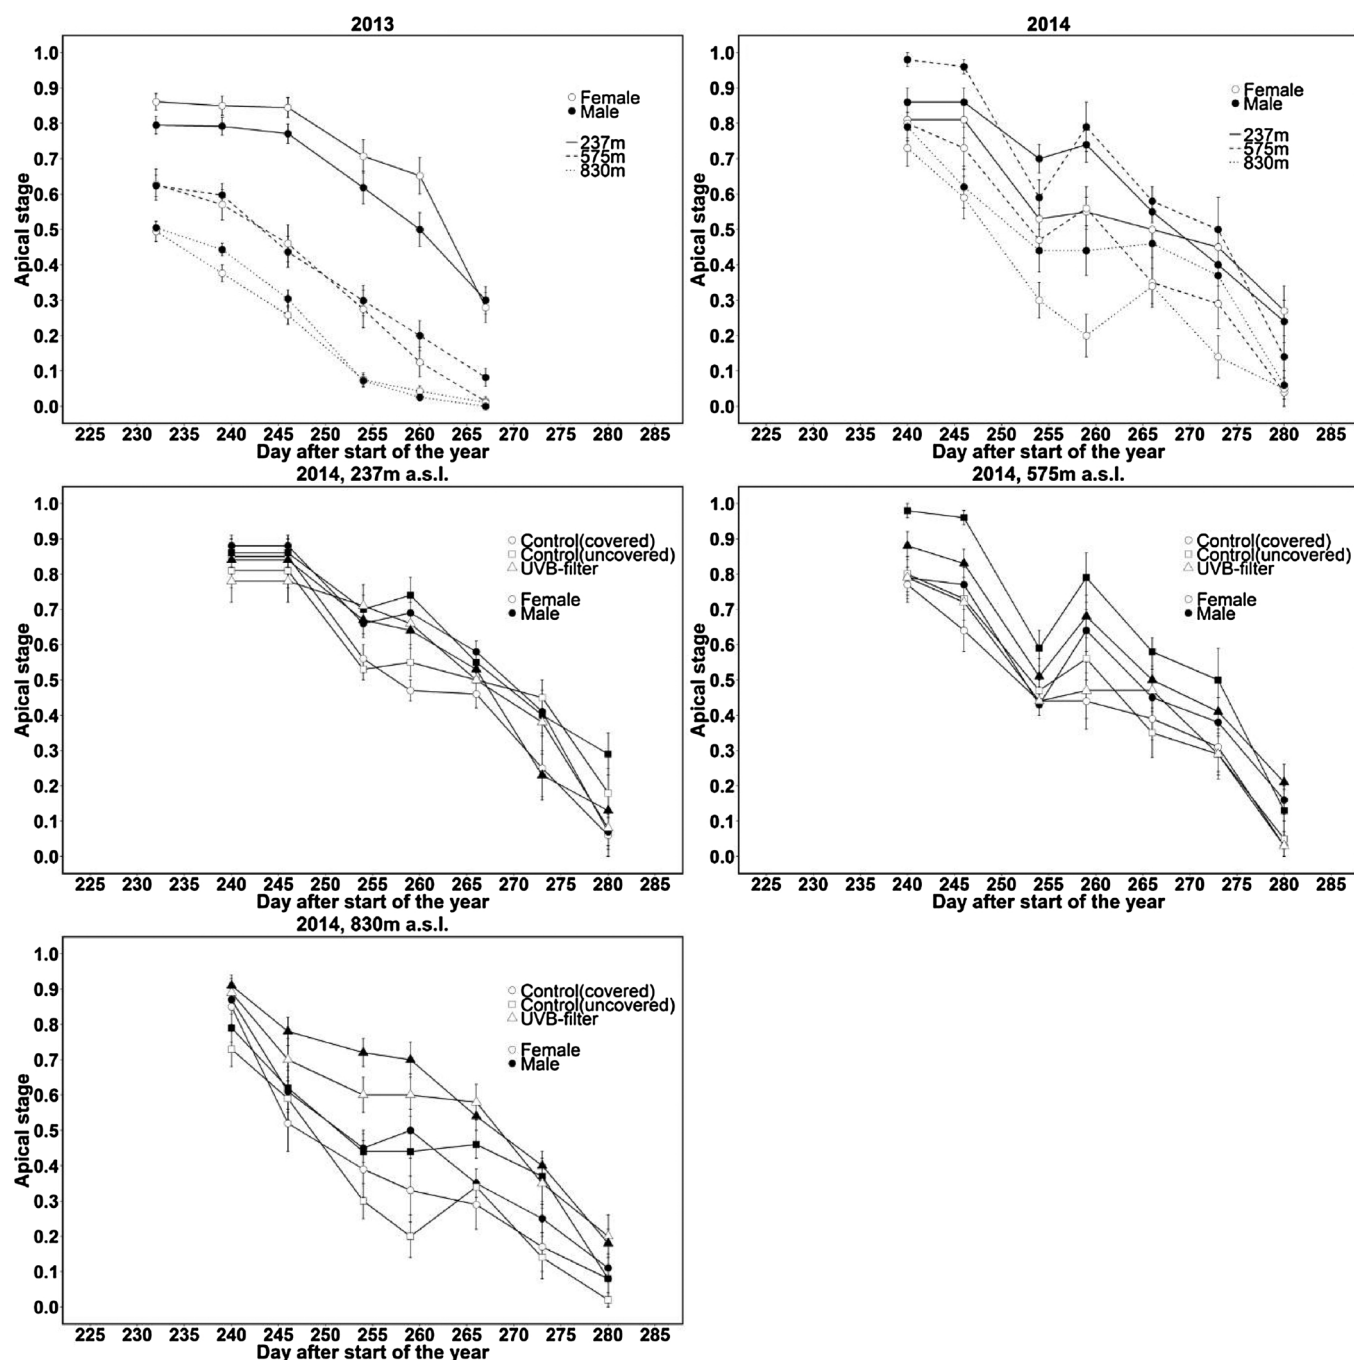 2013
1.0
0.9
0.8
0.7
0.6
0.5
0.4
0.3
0.2
0.1
0.0
Apical stage
Female
Male
237m
575m
830m
225 230 235 240 245 250 255 260 265 270 275 280 285
Day after start of the year
2014
1.0
0.9
0.8
0.7
0.6
0.5
0.4
0.3
0.2
0.1
0.0
Apical stage
Female
Male
237m
575m
830m
225 230 235 240 245 250 255 260 265 270 275 280 285
Day after start of the year
2014, 237m a.s.l.
1.0
0.9
0.8
0.7
0.6
0.5
0.4
0.3
0.2
0.1
0.0
Apical stage
Control(covered)
Control(uncovered)
UVB-filter
Female
Male
225 230 235 240 245 250 255 260 265 270 275 280 285
Day after start of the year
2014, 575m a.s.l.
1.0
0.9
0.8
0.7
0.6
0.5
0.4
0.3
0.2
0.1
0.0
Apical stage
Control(covered)
Control(uncovered)
UVB-filter
Female
Male
225 230 235 240 245 250 255 260 265 270 275 280 285
Day after start of the year
2014, 830m a.s.l.
1.0
0.9
0.8
0.7
0.6
0.5
0.4
0.3
0.2
0.1
0.0
Apical stage
Control(covered)
Control(uncovered)
UVB-filter
Female
Male
225 230 235 240 245 250 255 260 265 270 275 280 285
Day after start of the year